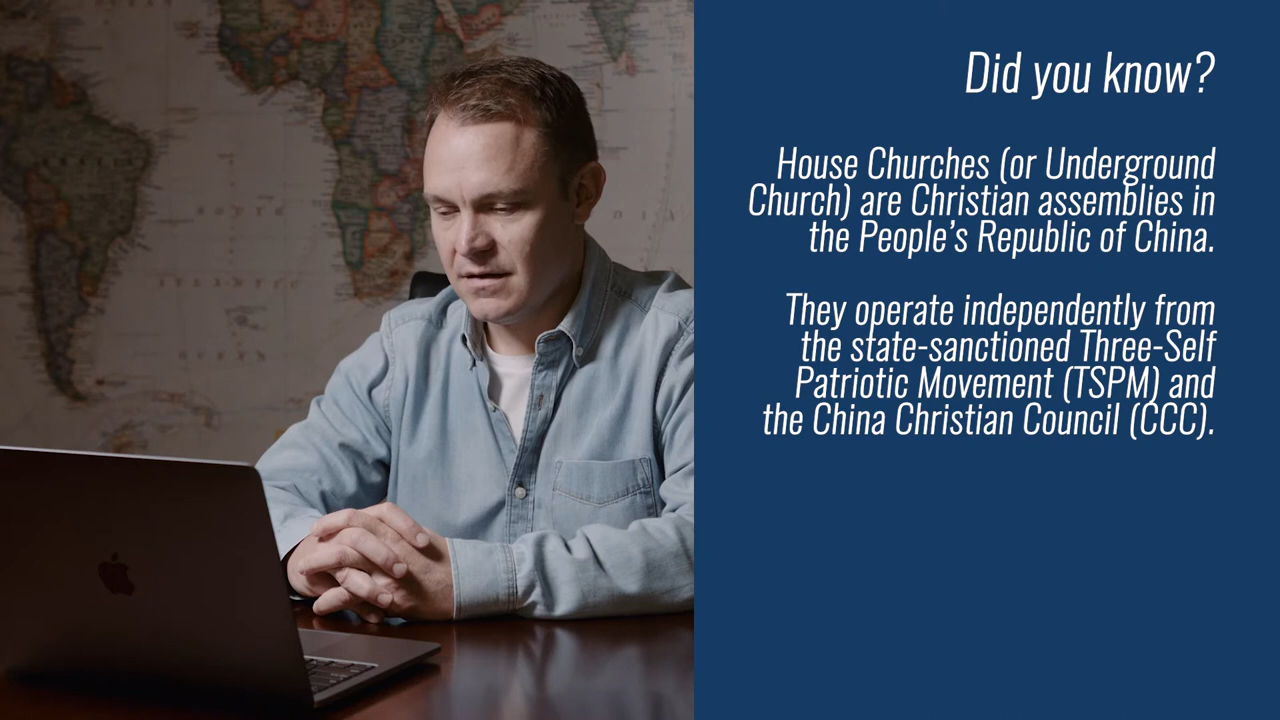 Did you know?
House Churches (or Underground
Church) are Christian assemblies in
the People's Republic of China.
They operate independently from
the state-sanctioned Three-Self
Patriotic Movement (TSPM) and
the China Christian Council (CCC).